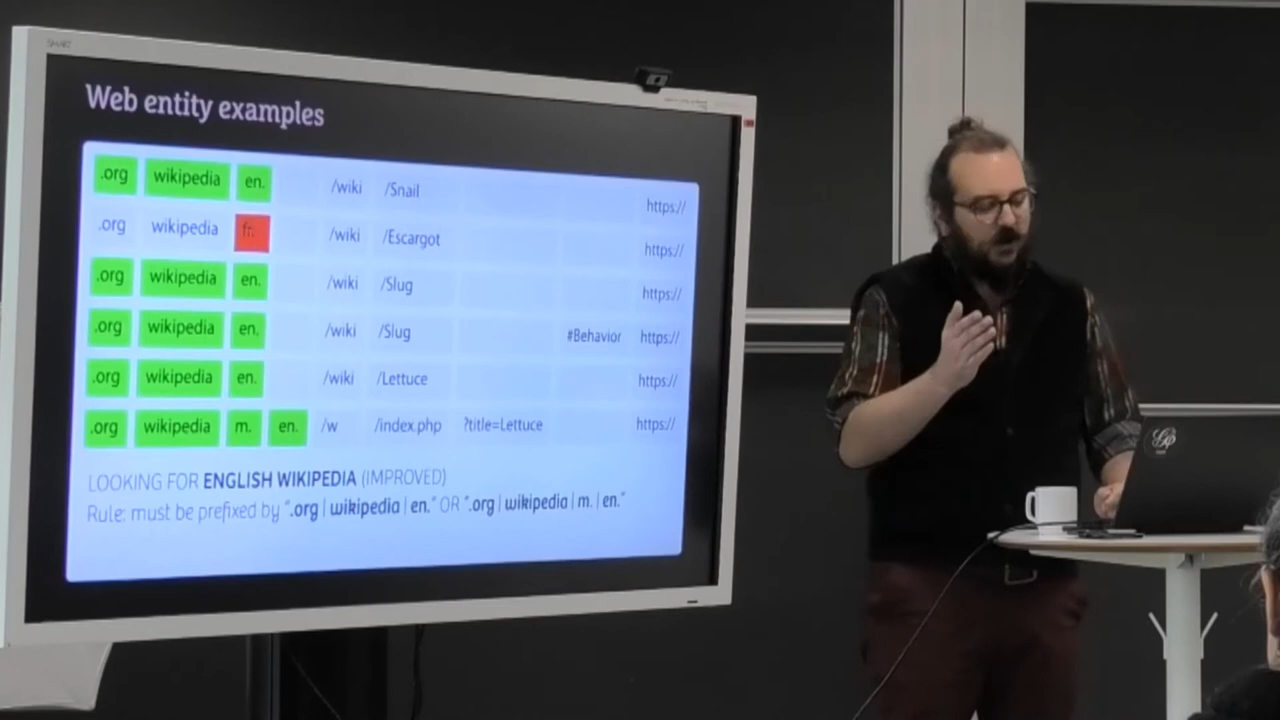 SMART
Web entity examples
.org wikipedia en. /wiki /Snail https://
.org wikipedia fr. /wiki /Escargot https://
.org wikipedia en. /wiki /Slug https://
.org wikipedia en. /wiki /Slug #Behavior https://
.org wikipedia en. /wiki /Lettuce https://
.org wikipedia m. en. /w /index.php ?title=Lettuce https://
LOOKING FOR ENGLISH WIKIPEDIA (IMPROVED)
Rule: must be prefixed by ".org | wikipedia | en." OR ".org | wikipedia | m. | en."